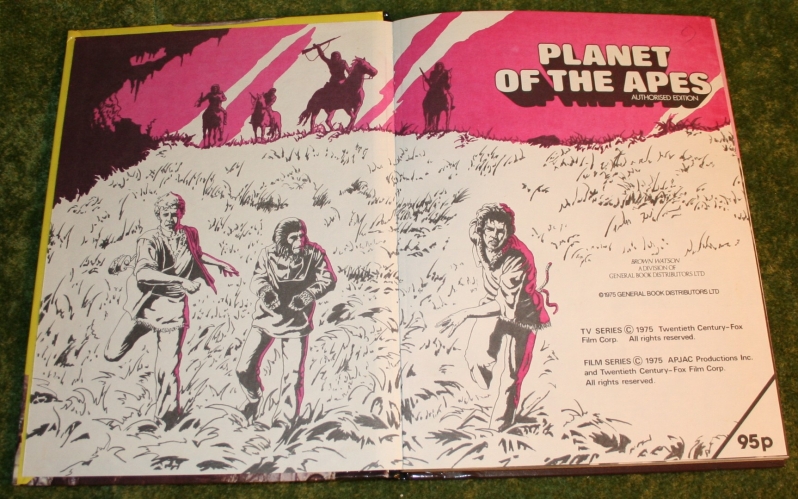 PLANET
OF THE APES
AUTHORISED EDITION
BROWN WATSON
A DIVISION OF
GENERAL BOOK DISTRIBUTORS LTD
© 1975 GENERAL BOOK DISTRIBUTORS LTD
TV SERIES © 1975 Twentieth Century-Fox
Film Corp. All rights reserved.
FILM SERIES © 1975 APJAC Productions Inc.
and Twentieth Century-Fox Film Corp.
All rights reserved.
95p